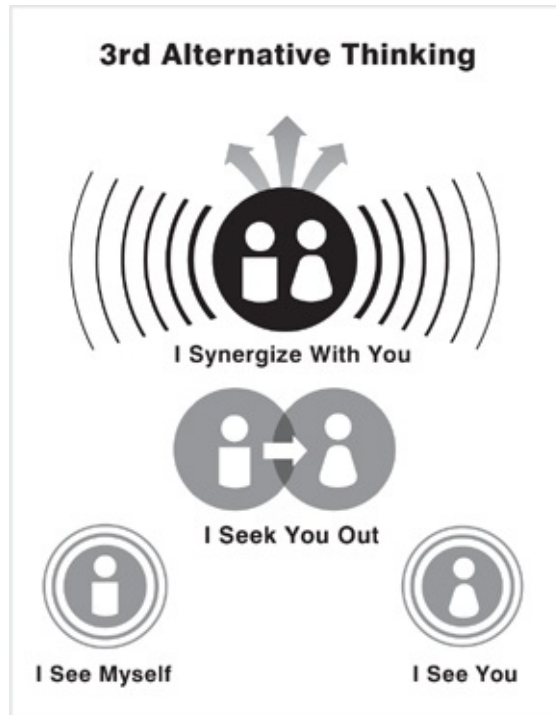 3rd Alternative Thinking
I Synergize With You
I Seek You Out
I See Myself
I See You